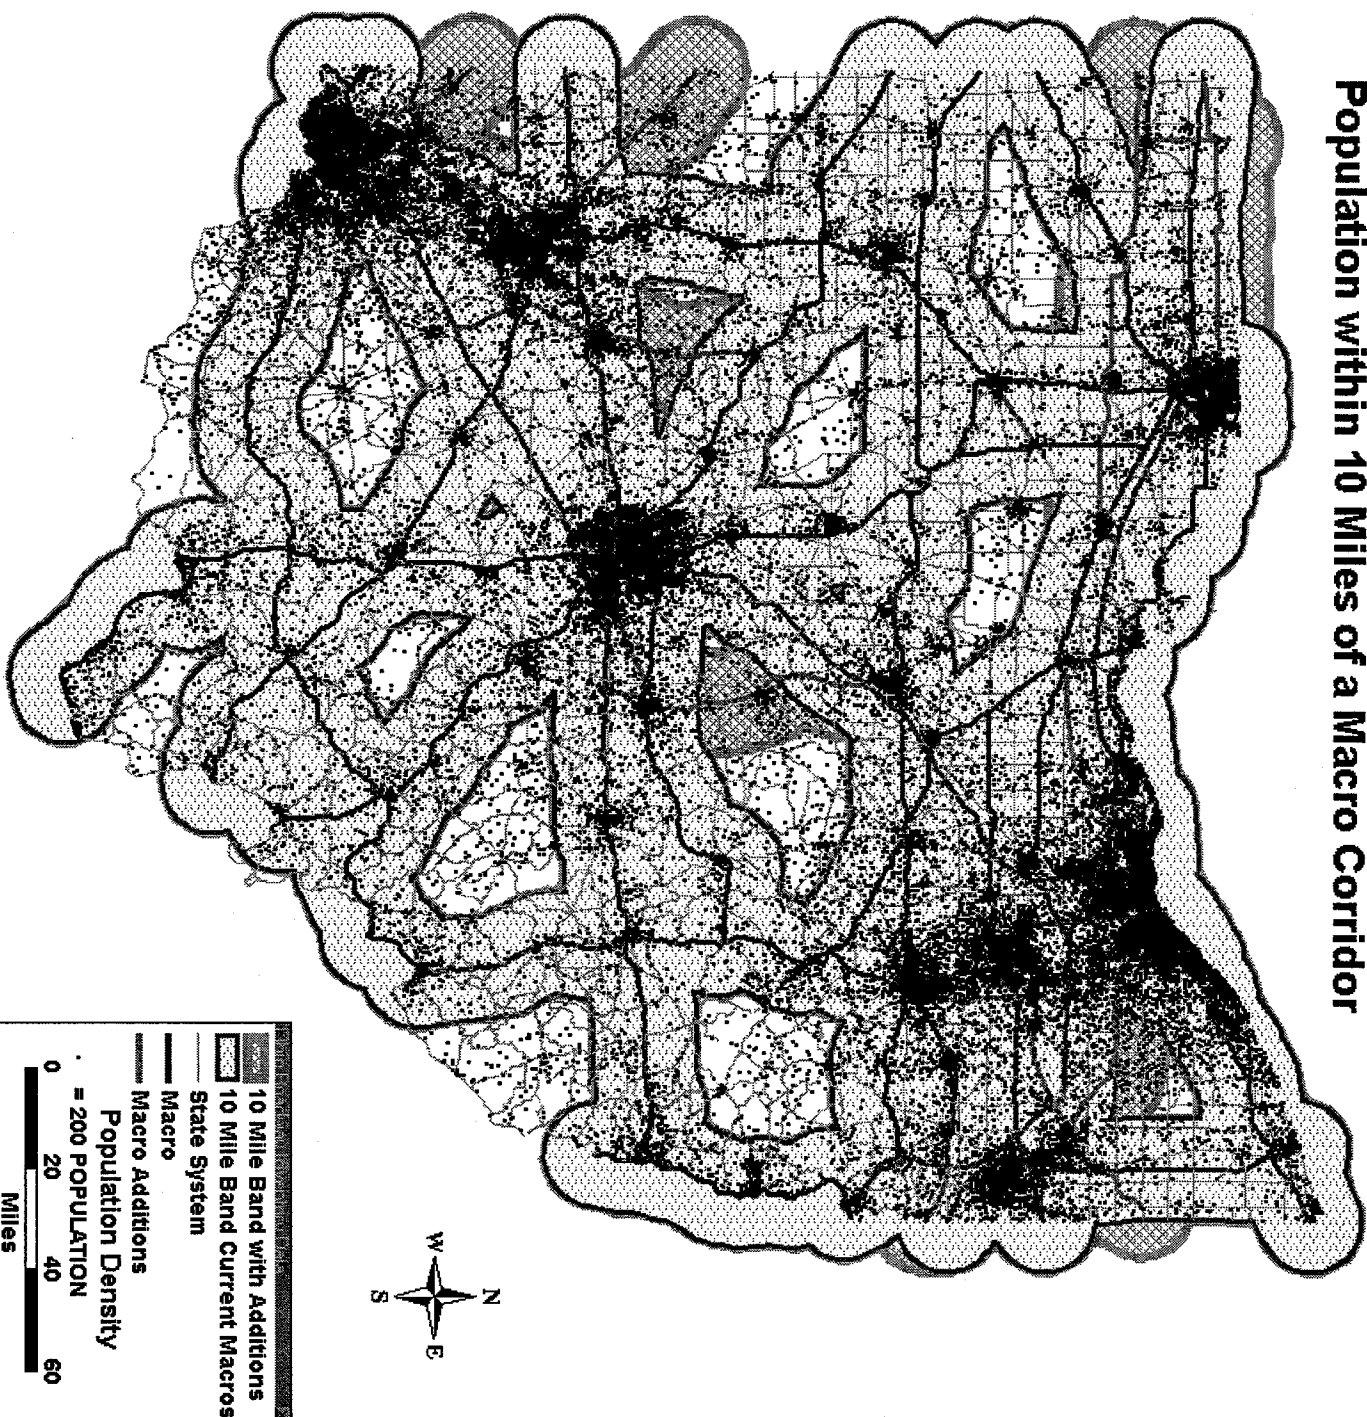 Population within 10 Miles of a Macro Corridor
10 Mile Band with Additions
10 Mile Band Current Macros
State System
Macro
Macro Additions
Population Density
. = 200 POPULATION
0 20 40 60
Miles
N
W E
S